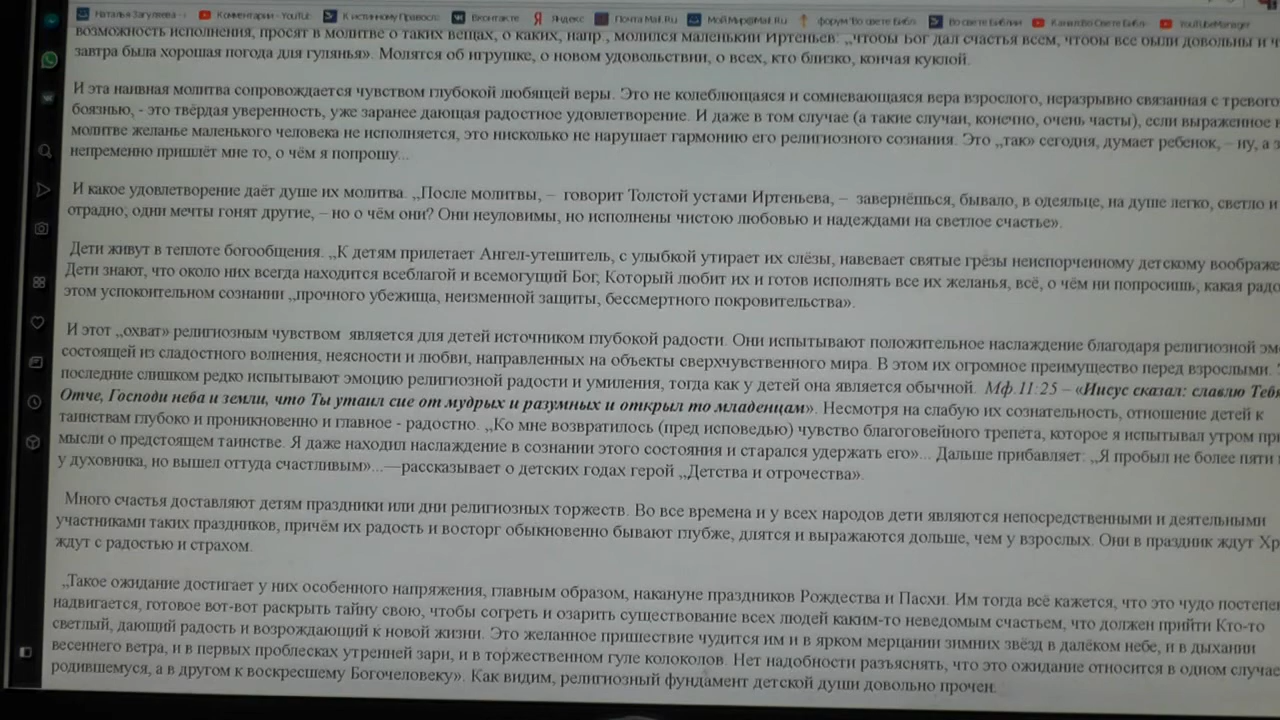 Наталья Загуляева - Комментарии - YouTube К истинному Правосл Вконтакте Яндекс Почта Mail.Ru МойМир@Mail.Ru форум "Во свете Библ Во свете Библии Канал Во Свете Библ YouTubeManager
возможность исполнения, просят в молитве о таких вещах, о каких, напр., молился маленький Иртеньев: „чтобы Бог дал счастья всем, чтобы все были довольны и ч
завтра была хорошая погода для гулянья». Молятся об игрушке, о новом удовольствии, о всех, кто близко, кончая куклой.
И эта наивная молитва сопровождается чувством глубокой любящей веры. Это не колеблющаяся и сомневающаяся вера взрослого, неразрывно связанная с тревого
боязнью, - это твёрдая уверенность, уже заранее дающая радостное удовлетворение. И даже в том случае (а такие случаи, конечно, очень часты), если выраженное в
молитве желанье маленького человека не исполняется, это нисколько не нарушает гармонию его религиозного сознания. Это „так» сегодня, думает ребенок, – ну, а з
непременно пришлёт мне то, о чём я попрошу...
И какое удовлетворение даёт душе их молитва. „После молитвы, – говорит Толстой устами Иртеньева, – завернёшься, бывало, в одеяльце, на душе легко, светло и
отрадно; одни мечты гонят другие, – но о чём они? Они неуловимы, но исполнены чистою любовью и надеждами на светлое счастье».
Дети живут в теплоте богообщения. „К детям прилетает Ангел-утешитель, с улыбкой утирает их слёзы, навевает святые грёзы неиспорченному детскому воображе
Дети знают, что около них всегда находится всеблагой и всемогущий Бог, Который любит их и готов исполнять все их желанья, всё, о чём ни попросишь; какая радо
этом успокоительном сознании „прочного убежища, неизменной защиты, бессмертного покровительства».
И этот „охват» религиозным чувством является для детей источником глубокой радости. Они испытывают положительное наслаждение благодаря религиозной эм
состоящей из сладостного волнения, неясности и любви, направленных на объекты сверхчувственного мира. В этом их огромное преимущество перед взрослыми.
последние слишком редко испытывают эмоцию религиозной радости и умиления, тогда как у детей она является обычной. Мф.11:25 – «Иисус сказал: славлю Тебя
Отче, Господи неба и земли, что Ты утаил сие от мудрых и разумных и открыл то младенцам». Несмотря на слабую их сознательность, отношение детей к
таинствам глубоко и проникновенно и главное - радостно. „Ко мне возвратилось (пред исповедью) чувство благоговейного трепета, которое я испытывал утром при
мысли о предстоящем таинстве. Я даже находил наслаждение в сознании этого состояния и старался удержать его»... Дальше прибавляет: „Я пробыл не более пяти
у духовника, но вышел оттуда счастливым»...—рассказывает о детских годах герой „Детства и отрочества».
Много счастья доставляют детям праздники или дни религиозных торжеств. Во все времена и у всех народов дети являются непосредственными и деятельными
участниками таких праздников, причём их радость и восторг обыкновенно бывают глубже, длятся и выражаются дольше, чем у взрослых. Они в праздник ждут Хр
ждут с радостью и страхом.
„Такое ожидание достигает у них особенного напряжения, главным образом, накануне праздников Рождества и Пасхи. Им тогда всё кажется, что это чудо постепен
надвигается, готовое вот-вот раскрыть тайну свою, чтобы согреть и озарить существование всех людей каким-то неведомым счастьем, что должен прийти Кто-то
светлый, дающий радость и возрождающий к новой жизни. Это желанное пришествие чудится им и в ярком мерцании зимних звёзд в далёком небе, и в дыхании
весеннего ветра, и в первых проблесках утренней зари, и в торжественном гуле колоколов. Нет надобности разъяснять, что это ожидание относится в одном случае
родившемуся, а в другом к воскресшему Богочеловеку». Как видим, религиозный фундамент детской души довольно прочен.